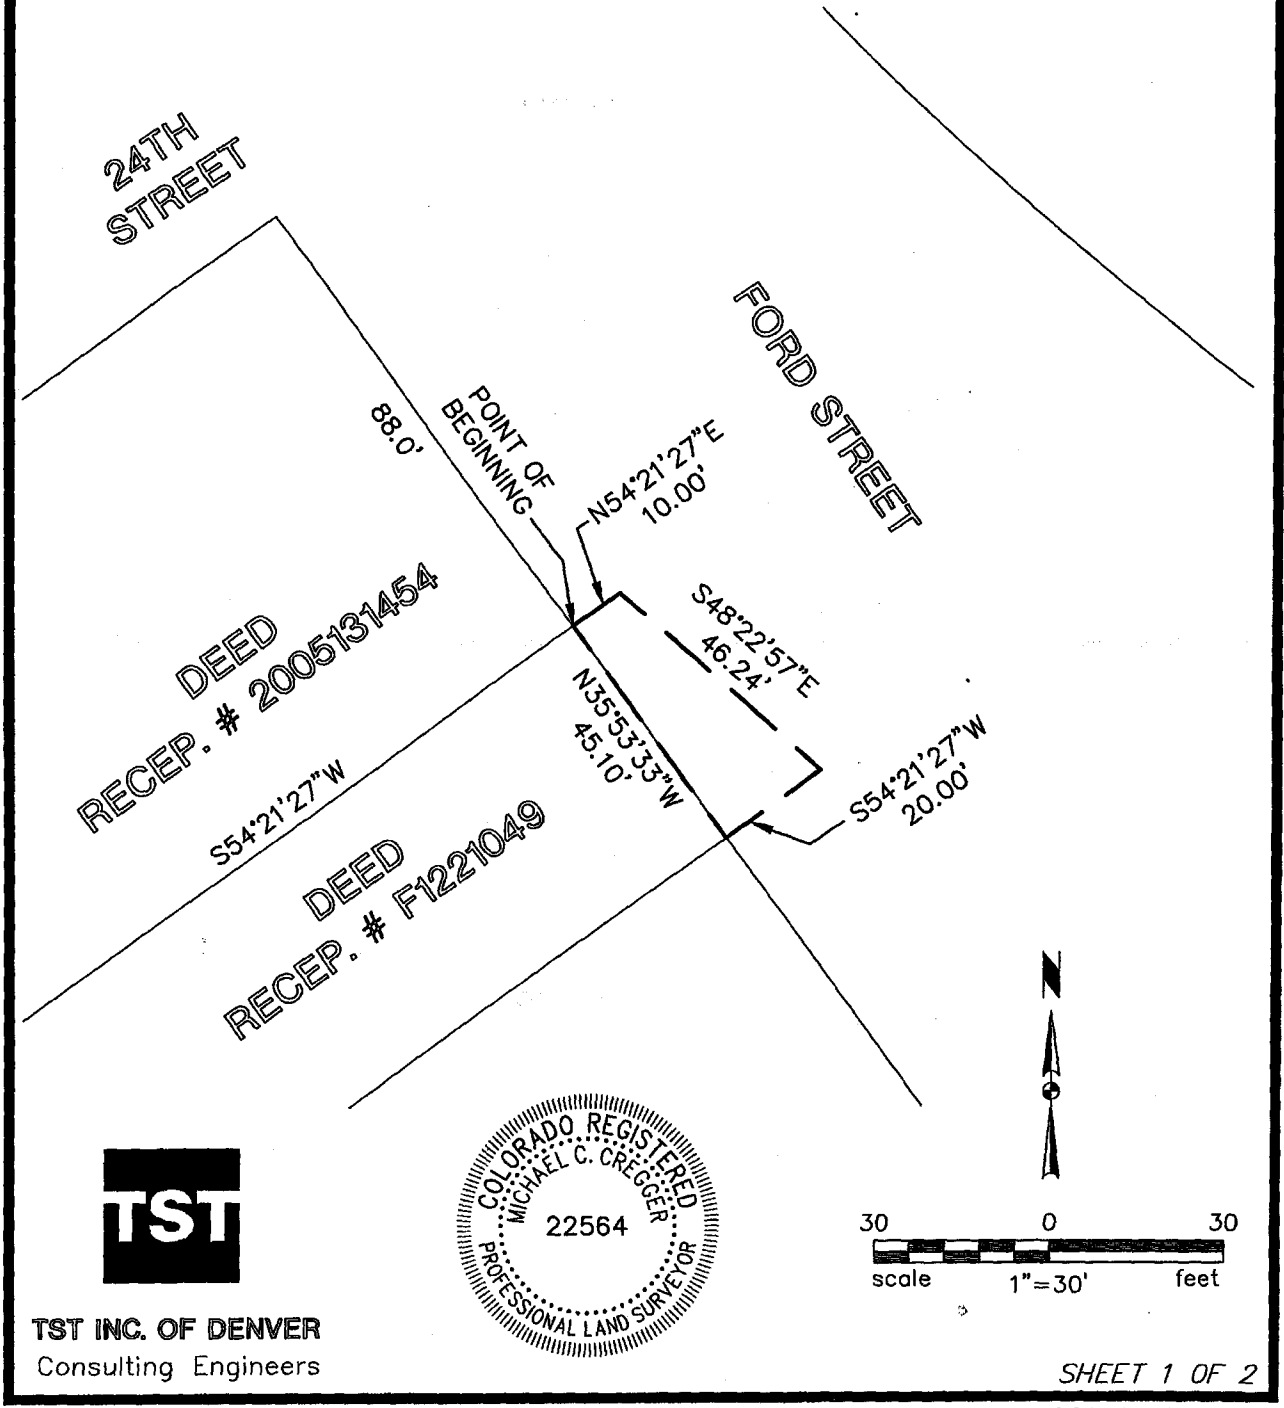 24TH
STREET
FORD STREET
88.0'
POINT OF
BEGINNING
N54°21'27"E
10.00'
S48°22'57"E
46.24'
N35°53'33"W
45.10'
S54°21'27"W
20.00'
DEED
RECEP. # 2005131454
S54°21'27"W
DEED
RECEP. # F1221049
N
TST
TST INC. OF DENVER
Consulting Engineers
COLORADO REGISTERED
MICHAEL C. CREGGER
22564
PROFESSIONAL LAND SURVEYOR
30 0 30
scale 1"=30' feet
SHEET 1 OF 2